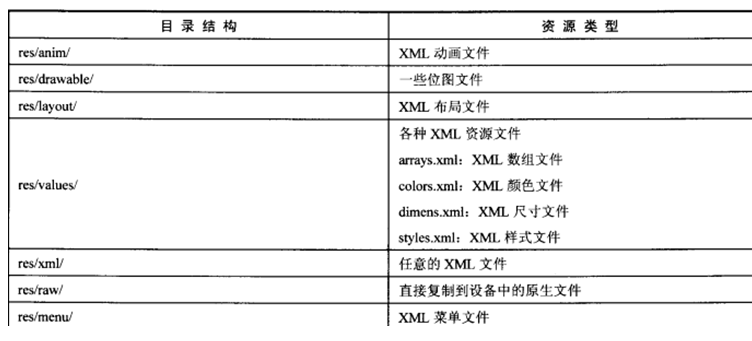 目录结构 资源类型
res/anim/ XML 动画文件
res/drawable/ 一些位图文件
res/layout/ XML 布局文件
res/values/ 各种 XML 资源文件
arrays.xml：XML 数组文件
colors.xml：XML 颜色文件
dimens.xml：XML 尺寸文件
styles.xml：XML 样式文件
res/xml/ 任意的 XML 文件
res/raw/ 直接复制到设备中的原生文件
res/menu/ XML 菜单文件